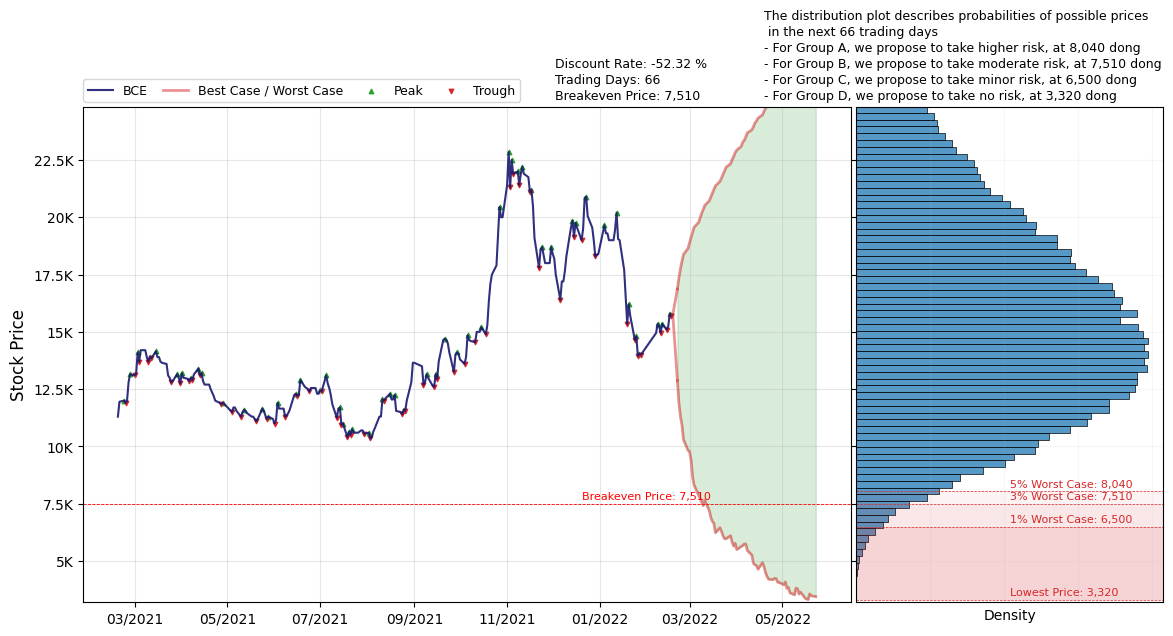 The distribution plot describes probabilities of possible prices
in the next 66 trading days
- For Group A, we propose to take higher risk, at 8,040 dong
- For Group B, we propose to take moderate risk, at 7,510 dong
- For Group C, we propose to take minor risk, at 6,500 dong
- For Group D, we propose to take no risk, at 3,320 dong
Discount Rate: -52.32 %
Trading Days: 66
Breakeven Price: 7,510
BCE
Best Case / Worst Case
Peak
Trough
Stock Price
22.5K
20K
17.5K
15K
12.5K
10K
7.5K
5K
Breakeven Price: 7,510
5% Worst Case: 8,040
3% Worst Case: 7,510
1% Worst Case: 6,500
Lowest Price: 3,320
03/2021
05/2021
07/2021
09/2021
11/2021
01/2022
03/2022
05/2022
Density